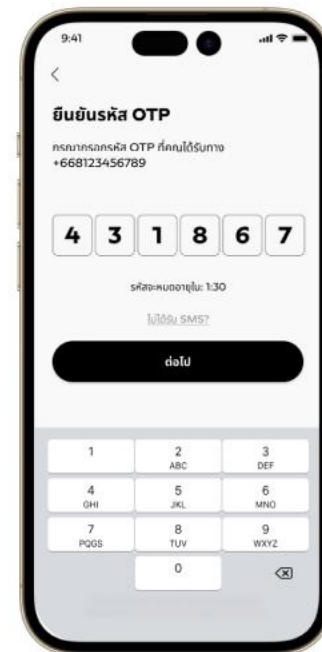 9:41
ยืนยันรหัส OTP
กรุณากรอกรหัส OTP ที่คุณได้รับทาง
+668123456789
4 3 1 8 6 7
รหัสจะหมดอายุใน: 1:30
ไม่ได้รับ SMS?
ต่อไป
1 2 3
ABC DEF
4 5 6
GHI JKL MNO
7 8 9
PQGS TUV WXYZ
0